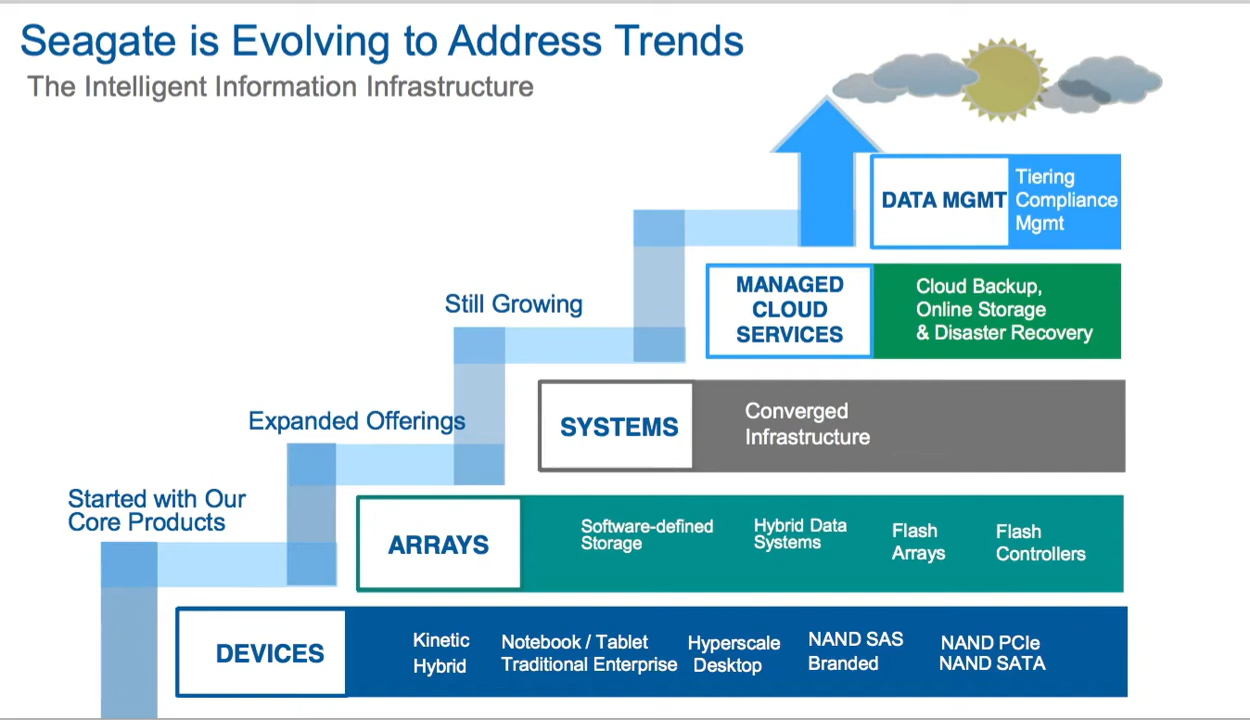 Seagate is Evolving to Address Trends
The Intelligent Information Infrastructure
DATA MGMT
Tiering
Compliance
Mgmt
MANAGED
CLOUD
SERVICES
Cloud Backup,
Online Storage
& Disaster Recovery
Still Growing
SYSTEMS
Converged
Infrastructure
Expanded Offerings
ARRAYS
Software-defined
Storage
Hybrid Data
Systems
Flash
Arrays
Flash
Controllers
Started with Our
Core Products
DEVICES
Kinetic
Hybrid
Notebook / Tablet
Traditional Enterprise
Hyperscale
Desktop
NAND SAS
Branded
NAND PCIe
NAND SATA